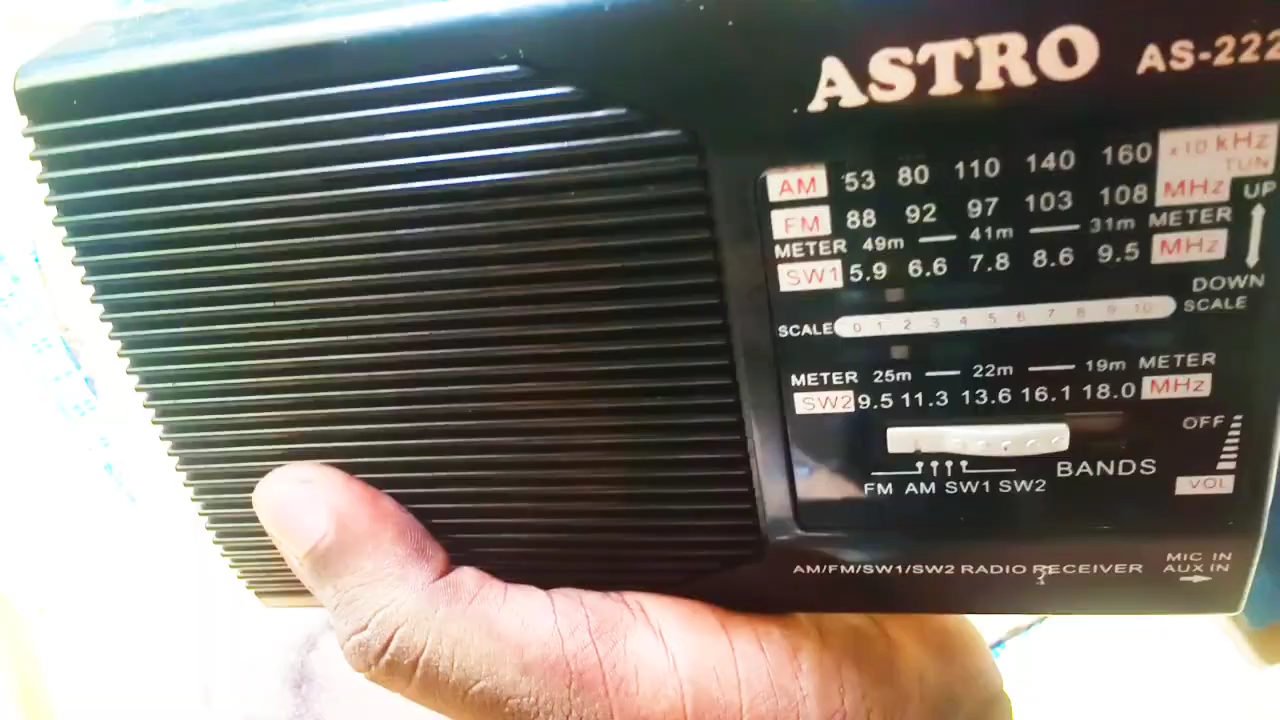 ASTRO AS-222
AM 53 80 110 140 160 x10 kHz
TUN
FM 88 92 97 103 108 MHz UP
METER 49m 41m 31m METER
SW1 5.9 6.6 7.8 8.6 9.5 MHz
DOWN
SCALE 0 1 2 3 4 5 6 7 8 9 10 SCALE
METER 25m 22m 19m METER
SW2 9.5 11.3 13.6 16.1 18.0 MHz
OFF
BANDS
FM AM SW1 SW2
VOL
AM/FM/SW1/SW2 RADIO RECEIVER
MIC IN
AUX IN